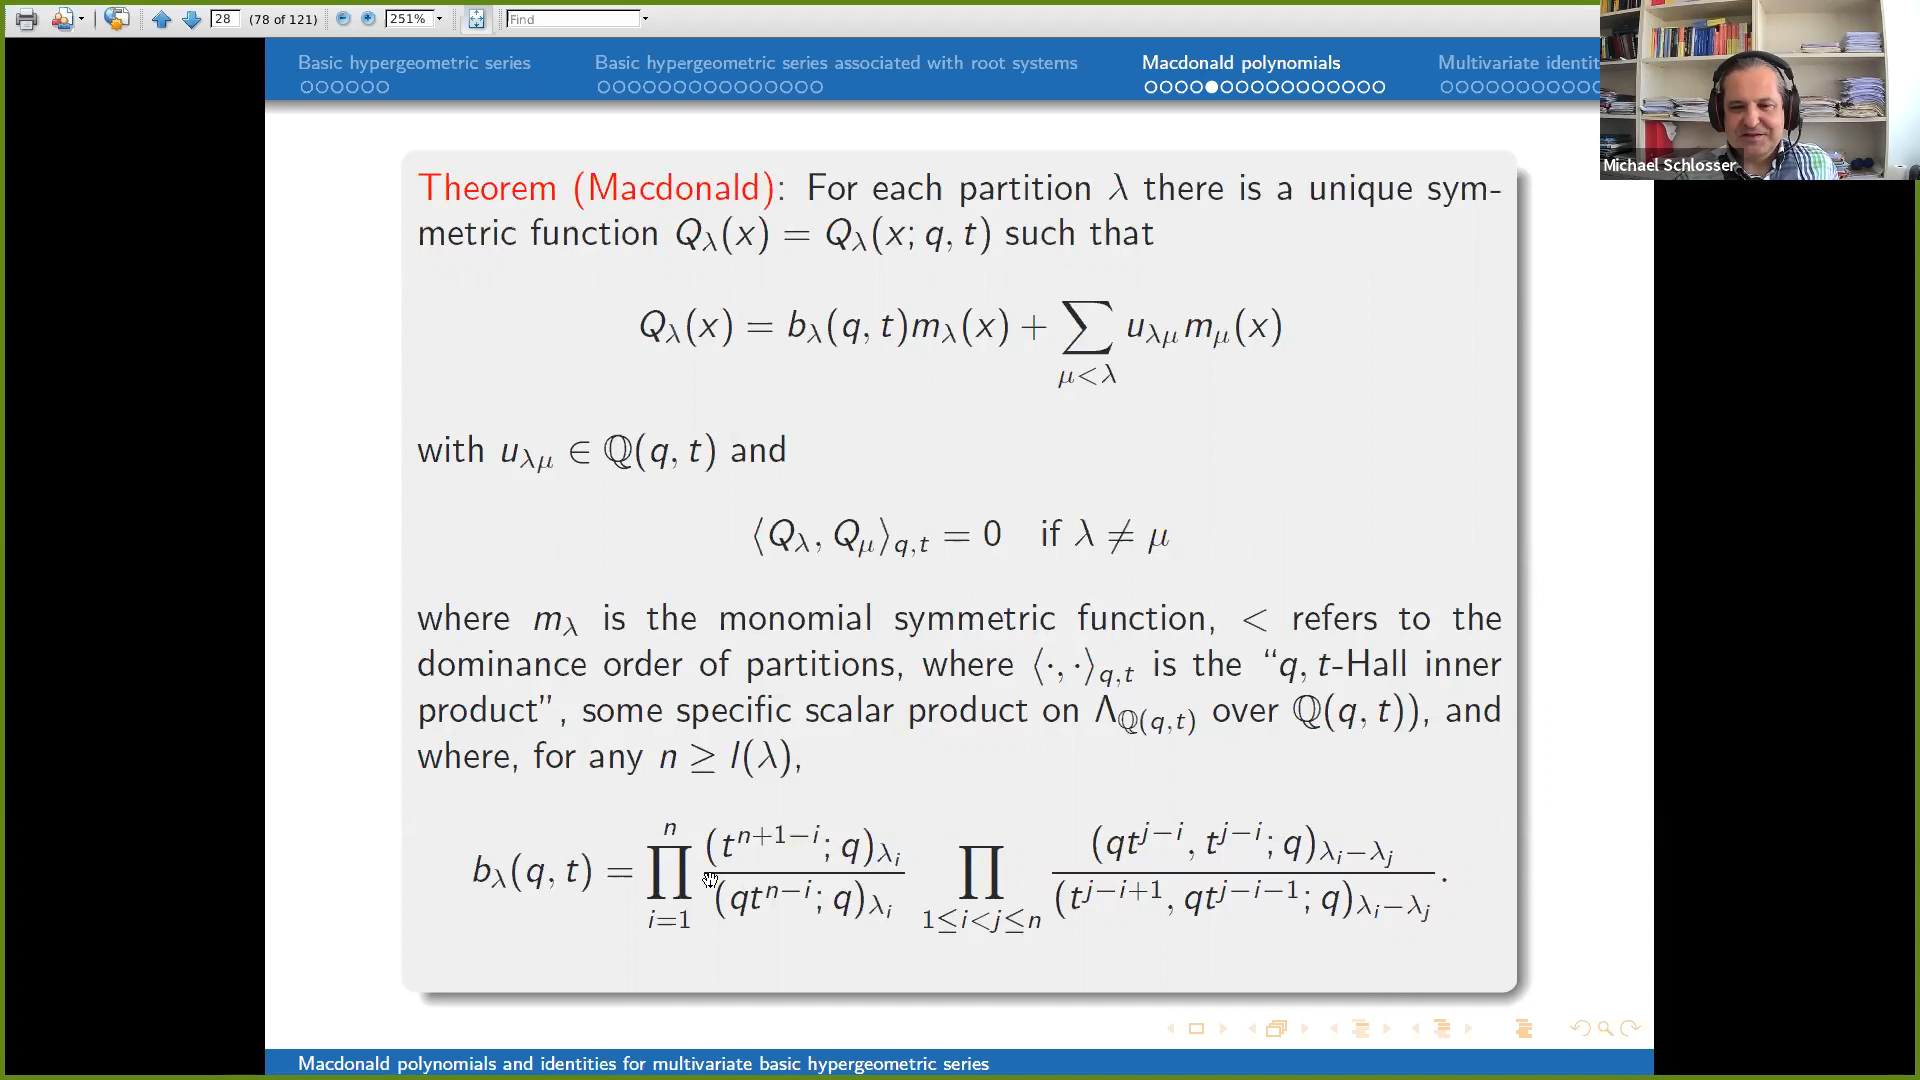 28 (78 of 121) 251% Find
Basic hypergeometric series Basic hypergeometric series associated with root systems Macdonald polynomials Multivariate identit
Michael Schlosser
Theorem (Macdonald): For each partition λ there is a unique sym-
metric function Q_λ(x) = Q_λ(x; q, t) such that
Q_λ(x) = b_λ(q, t)m_λ(x) + ∑_{μ<λ} u_{λμ} m_μ(x)
with u_{λμ} ∈ ℚ(q, t) and
⟨Q_λ, Q_μ⟩_{q,t} = 0 if λ ≠ μ
where m_λ is the monomial symmetric function, < refers to the
dominance order of partitions, where ⟨·, ·⟩_{q,t} is the “q, t-Hall inner
product”, some specific scalar product on Λ_{ℚ(q,t)} over ℚ(q, t)), and
where, for any n ≥ l(λ),
b_λ(q, t) = ∏_{i=1}^{n} (t^{n+1−i}; q)_{λ_i} / (qt^{n−i}; q)_{λ_i} ∏_{1≤i<j≤n} (qt^{j−i}, t^{j−i}; q)_{λ_i−λ_j} / (t^{j−i+1}, qt^{j−i−1}; q)_{λ_i−λ_j}.
Macdonald polynomials and identities for multivariate basic hypergeometric series